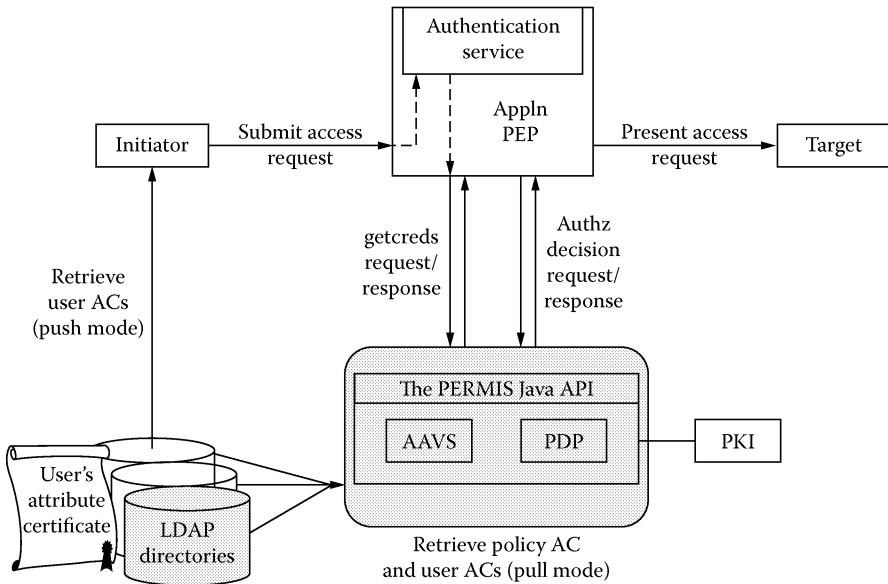 Authentication
service
Appln
PEP
Initiator
Submit access
request
Present access
request
Target
getcreds
request/
response
Authz
decision
request/
response
Retrieve
user ACs
(push mode)
The PERMIS Java API
AAVS
PDP
PKI
User's
attribute
certificate
LDAP
directories
Retrieve policy AC
and user ACs (pull mode)